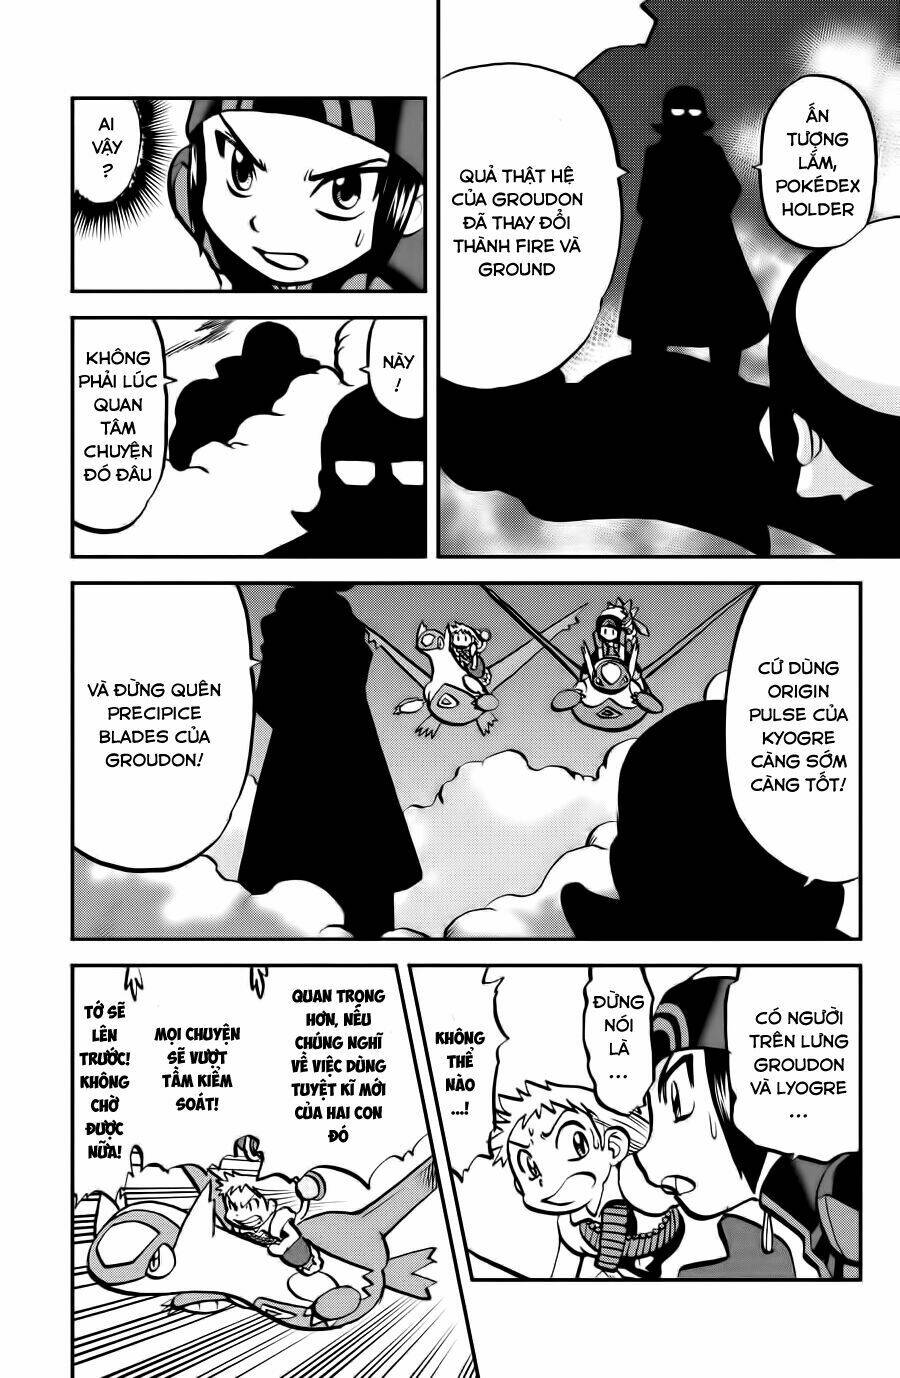 ẤN
TƯỢNG
LẮM,
POKÉDEX
HOLDER
QUẢ THẬT HỆ
CỦA GROUDON
ĐÃ THAY ĐỔI
THÀNH FIRE VÀ
GROUND
AI
VẬY
?
NÀY
!
KHÔNG
PHẢI LÚC
QUAN
TÂM
CHUYỆN
ĐÓ ĐÂU
CỨ DÙNG
ORIGIN
PULSE CỦA
KYOGRE
CÀNG SỚM
CÀNG TỐT!
VÀ ĐỪNG QUÊN
PRECIPICE
BLADES CỦA
GROUDON!
CÓ NGƯỜI
TRÊN LƯNG
GROUDON
VÀ LYOGRE
...
ĐỪNG
NÓI
LÀ
...
KHÔNG
THỂ
NÀO
...!
QUAN TRỌNG
HƠN, NẾU
CHÚNG NGHĨ
VỀ VIỆC DÙNG
TUYỆT KĨ MỚI
CỦA HAI CON
ĐÓ
MỌI CHUYỆN
SẼ VƯỢT
TẦM KIỂM
SOÁT!
TỚ SẼ
LÊN
TRƯỚC!
KHÔNG
CHỜ
ĐƯỢC
NỮA!